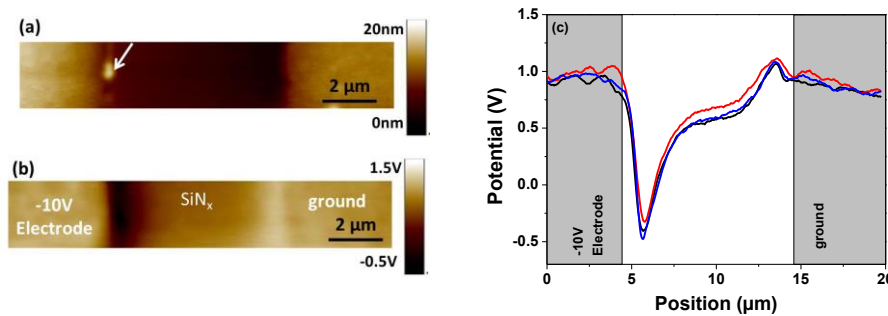 (a)
20nm
2 µm
0nm
(b)
1.5V
-10V
Electrode
SiNx
ground
2 µm
-0.5V
(c)
1.5
1.0
0.5
0.0
-0.5
Potential (V)
-10V
Electrode
ground
0
5
10
15
20
Position (µm)